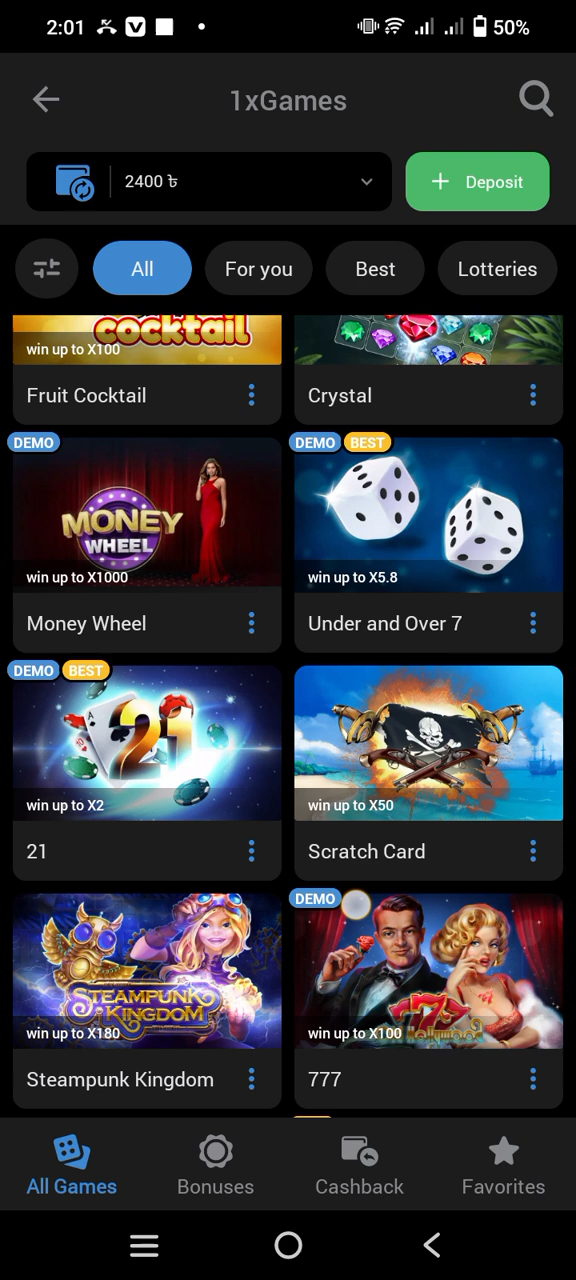 2:01
50%
1xGames
2400 ৳
+ Deposit
All
For you
Best
Lotteries
cocktail
win up to X100
Fruit Cocktail
Crystal
DEMO
MONEY
WHEEL
win up to X1000
Money Wheel
DEMO BEST
win up to X5.8
Under and Over 7
DEMO BEST
A
21
win up to X2
21
win up to X50
Scratch Card
STEAMPUNK
KINGDOM
win up to X180
Steampunk Kingdom
DEMO
777
Hollywood
win up to X100
777
All Games
Bonuses
Cashback
Favorites